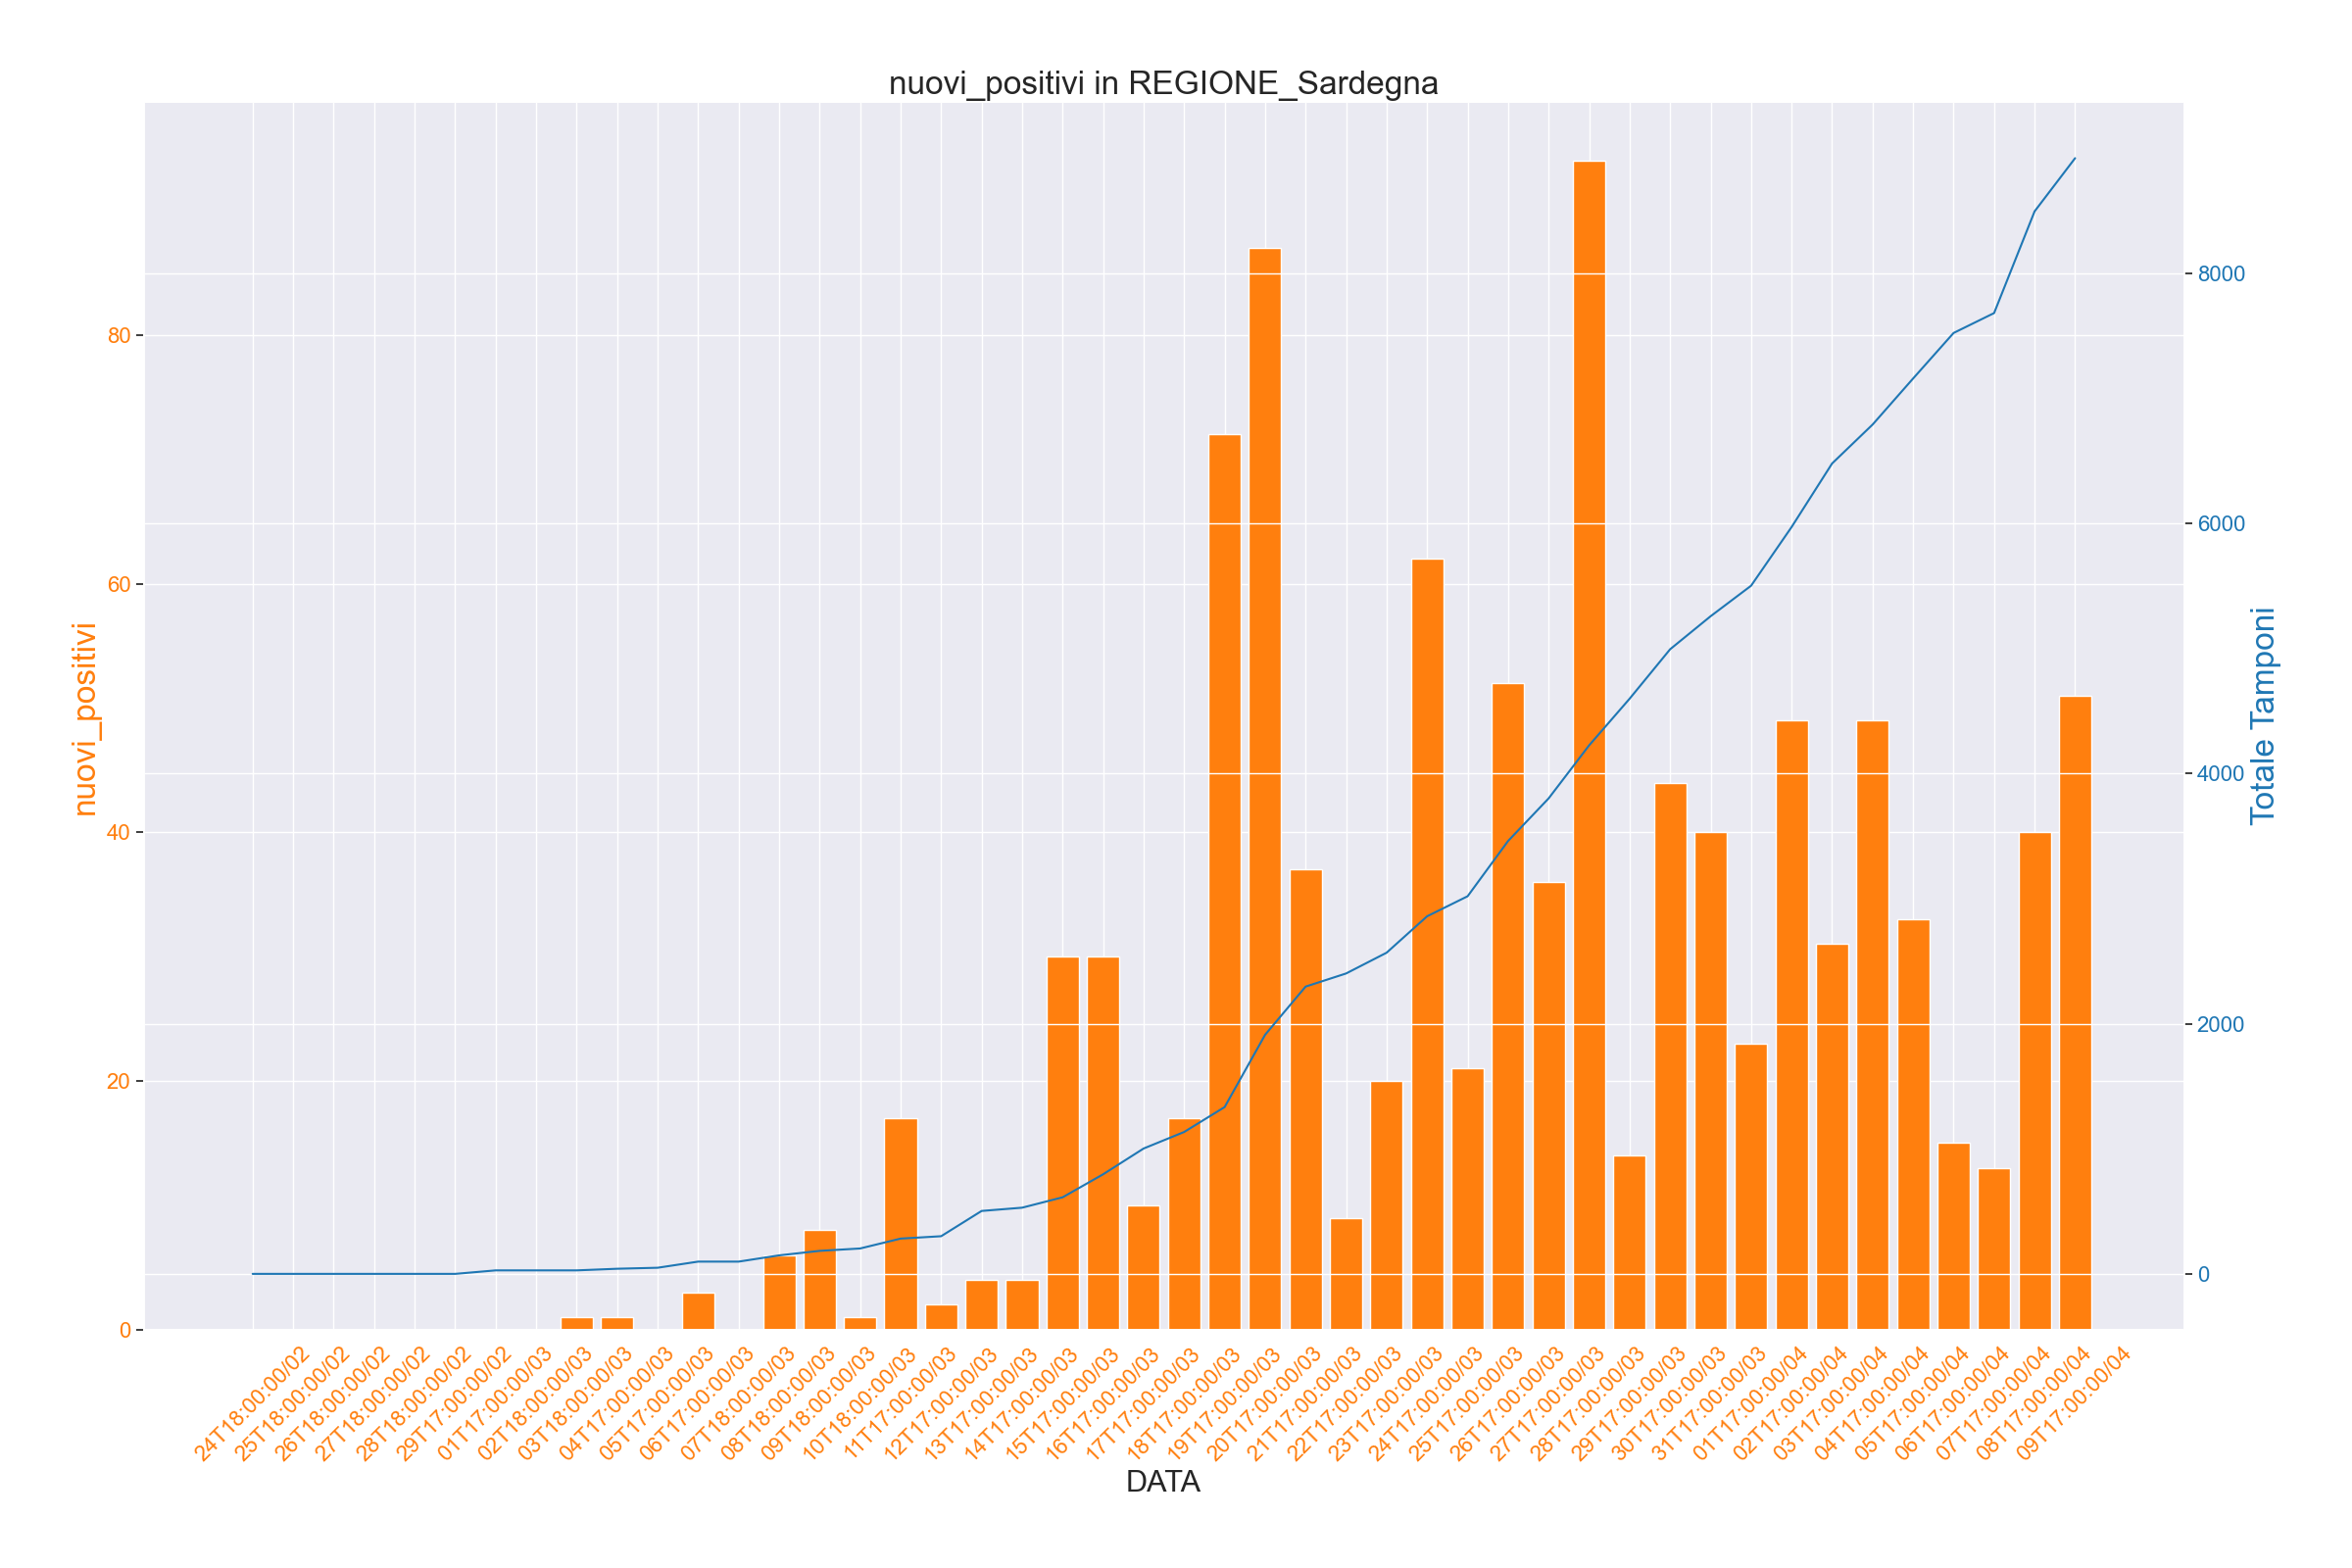 nuovi_positivi in REGIONE_Sardegna
nuovi_positivi
80
60
40
20
0
8000
6000
4000
2000
0
Totale Tamponi
24T18:00:00/02
25T18:00:00/02
26T18:00:00/02
27T18:00:00/02
28T18:00:00/02
29T17:00:00/02
01T17:00:00/03
02T18:00:00/03
03T18:00:00/03
04T17:00:00/03
05T17:00:00/03
06T17:00:00/03
07T18:00:00/03
08T18:00:00/03
09T18:00:00/03
10T18:00:00/03
11T17:00:00/03
12T17:00:00/03
13T17:00:00/03
14T17:00:00/03
15T17:00:00/03
16T17:00:00/03
17T17:00:00/03
18T17:00:00/03
19T17:00:00/03
20T17:00:00/03
21T17:00:00/03
22T17:00:00/03
23T17:00:00/03
24T17:00:00/03
25T17:00:00/03
26T17:00:00/03
27T17:00:00/03
28T17:00:00/03
29T17:00:00/03
30T17:00:00/03
31T17:00:00/03
01T17:00:00/04
02T17:00:00/04
03T17:00:00/04
04T17:00:00/04
05T17:00:00/04
06T17:00:00/04
07T17:00:00/04
08T17:00:00/04
09T17:00:00/04
DATA